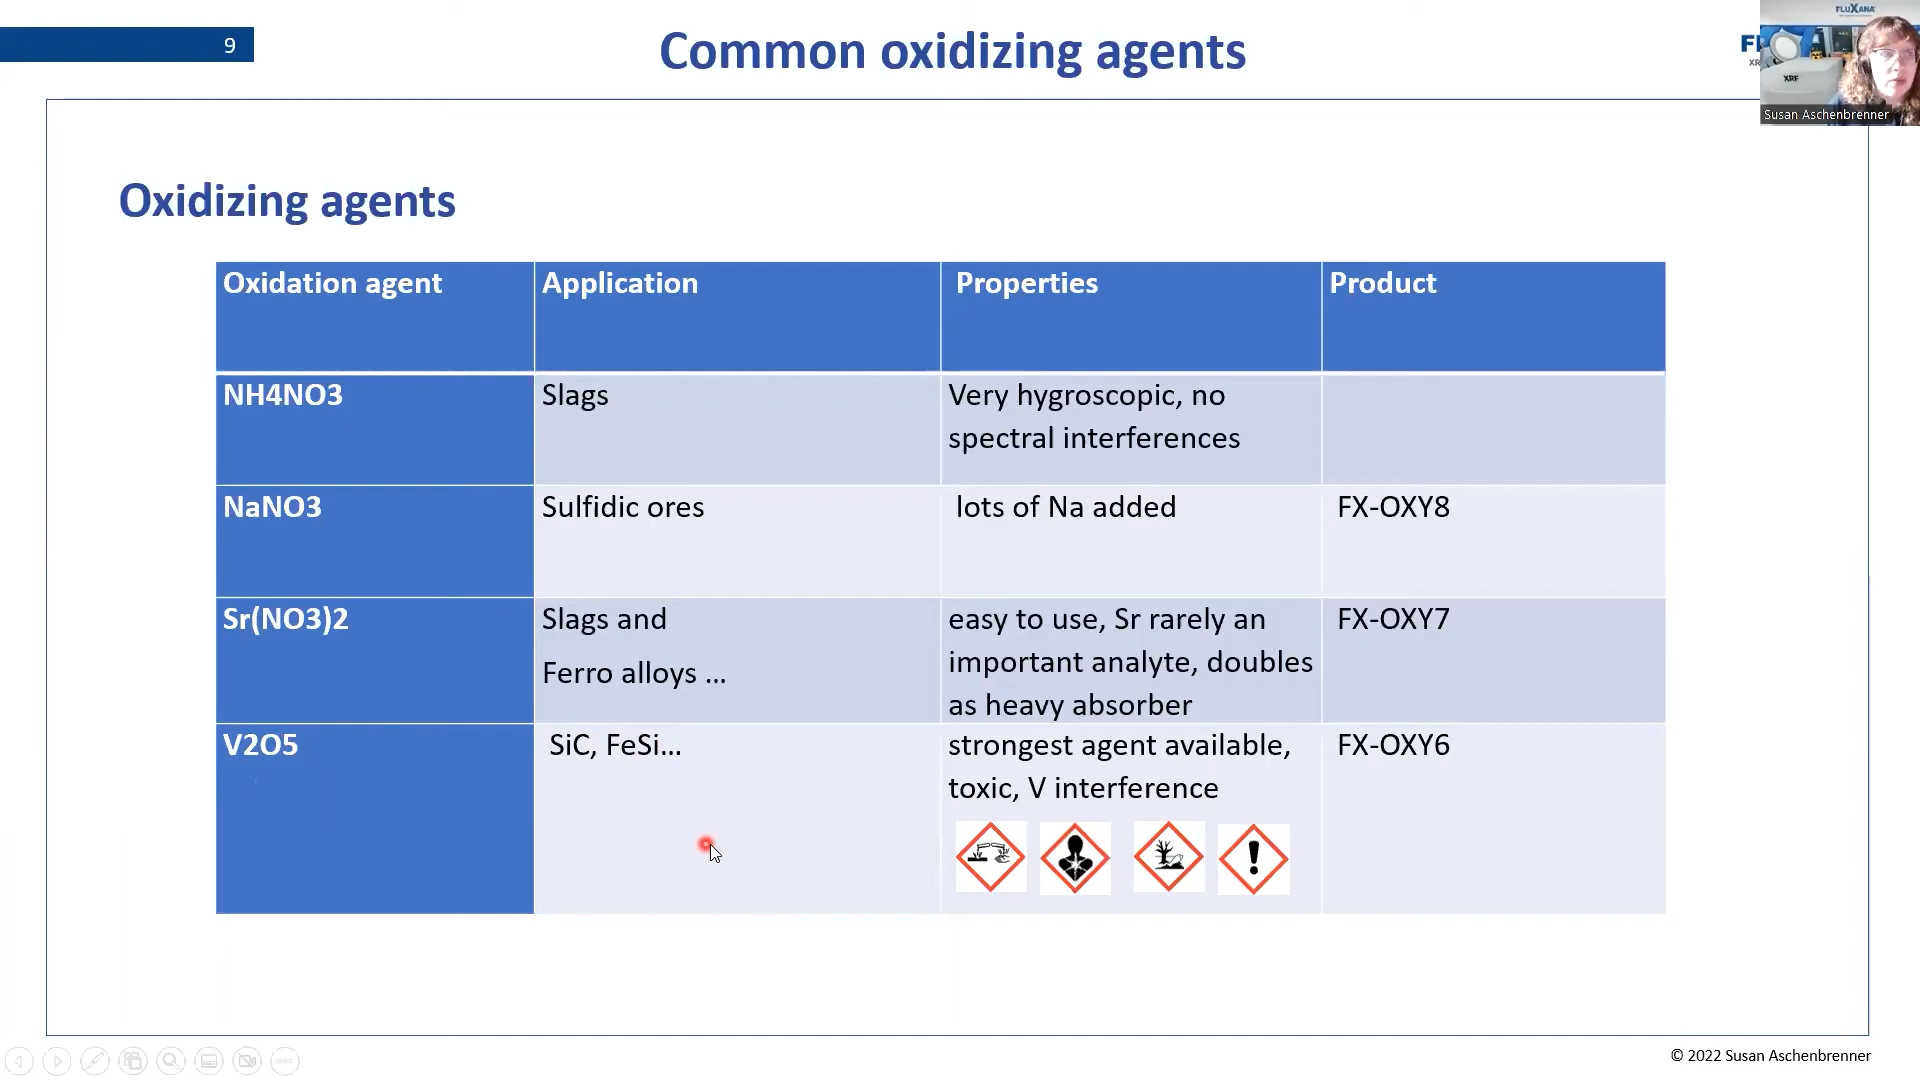 9
Common oxidizing agents
FLUXANA
XRF
Susan Aschenbrenner
Oxidizing agents
Oxidation agent
Application
Properties
Product
NH4NO3
Slags
Very hygroscopic, no
spectral interferences
NaNO3
Sulfidic ores
lots of Na added
FX-OXY8
Sr(NO3)2
Slags and
Ferro alloys ...
easy to use, Sr rarely an
important analyte, doubles
as heavy absorber
FX-OXY7
V2O5
SiC, FeSi...
strongest agent available,
toxic, V interference
FX-OXY6
© 2022 Susan Aschenbrenner